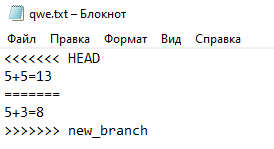 qwe.txt – Блокнот
Файл Правка Формат Вид Справка
<<<<<<< HEAD
5+5=13
=======
5+3=8
>>>>>>> new_branch